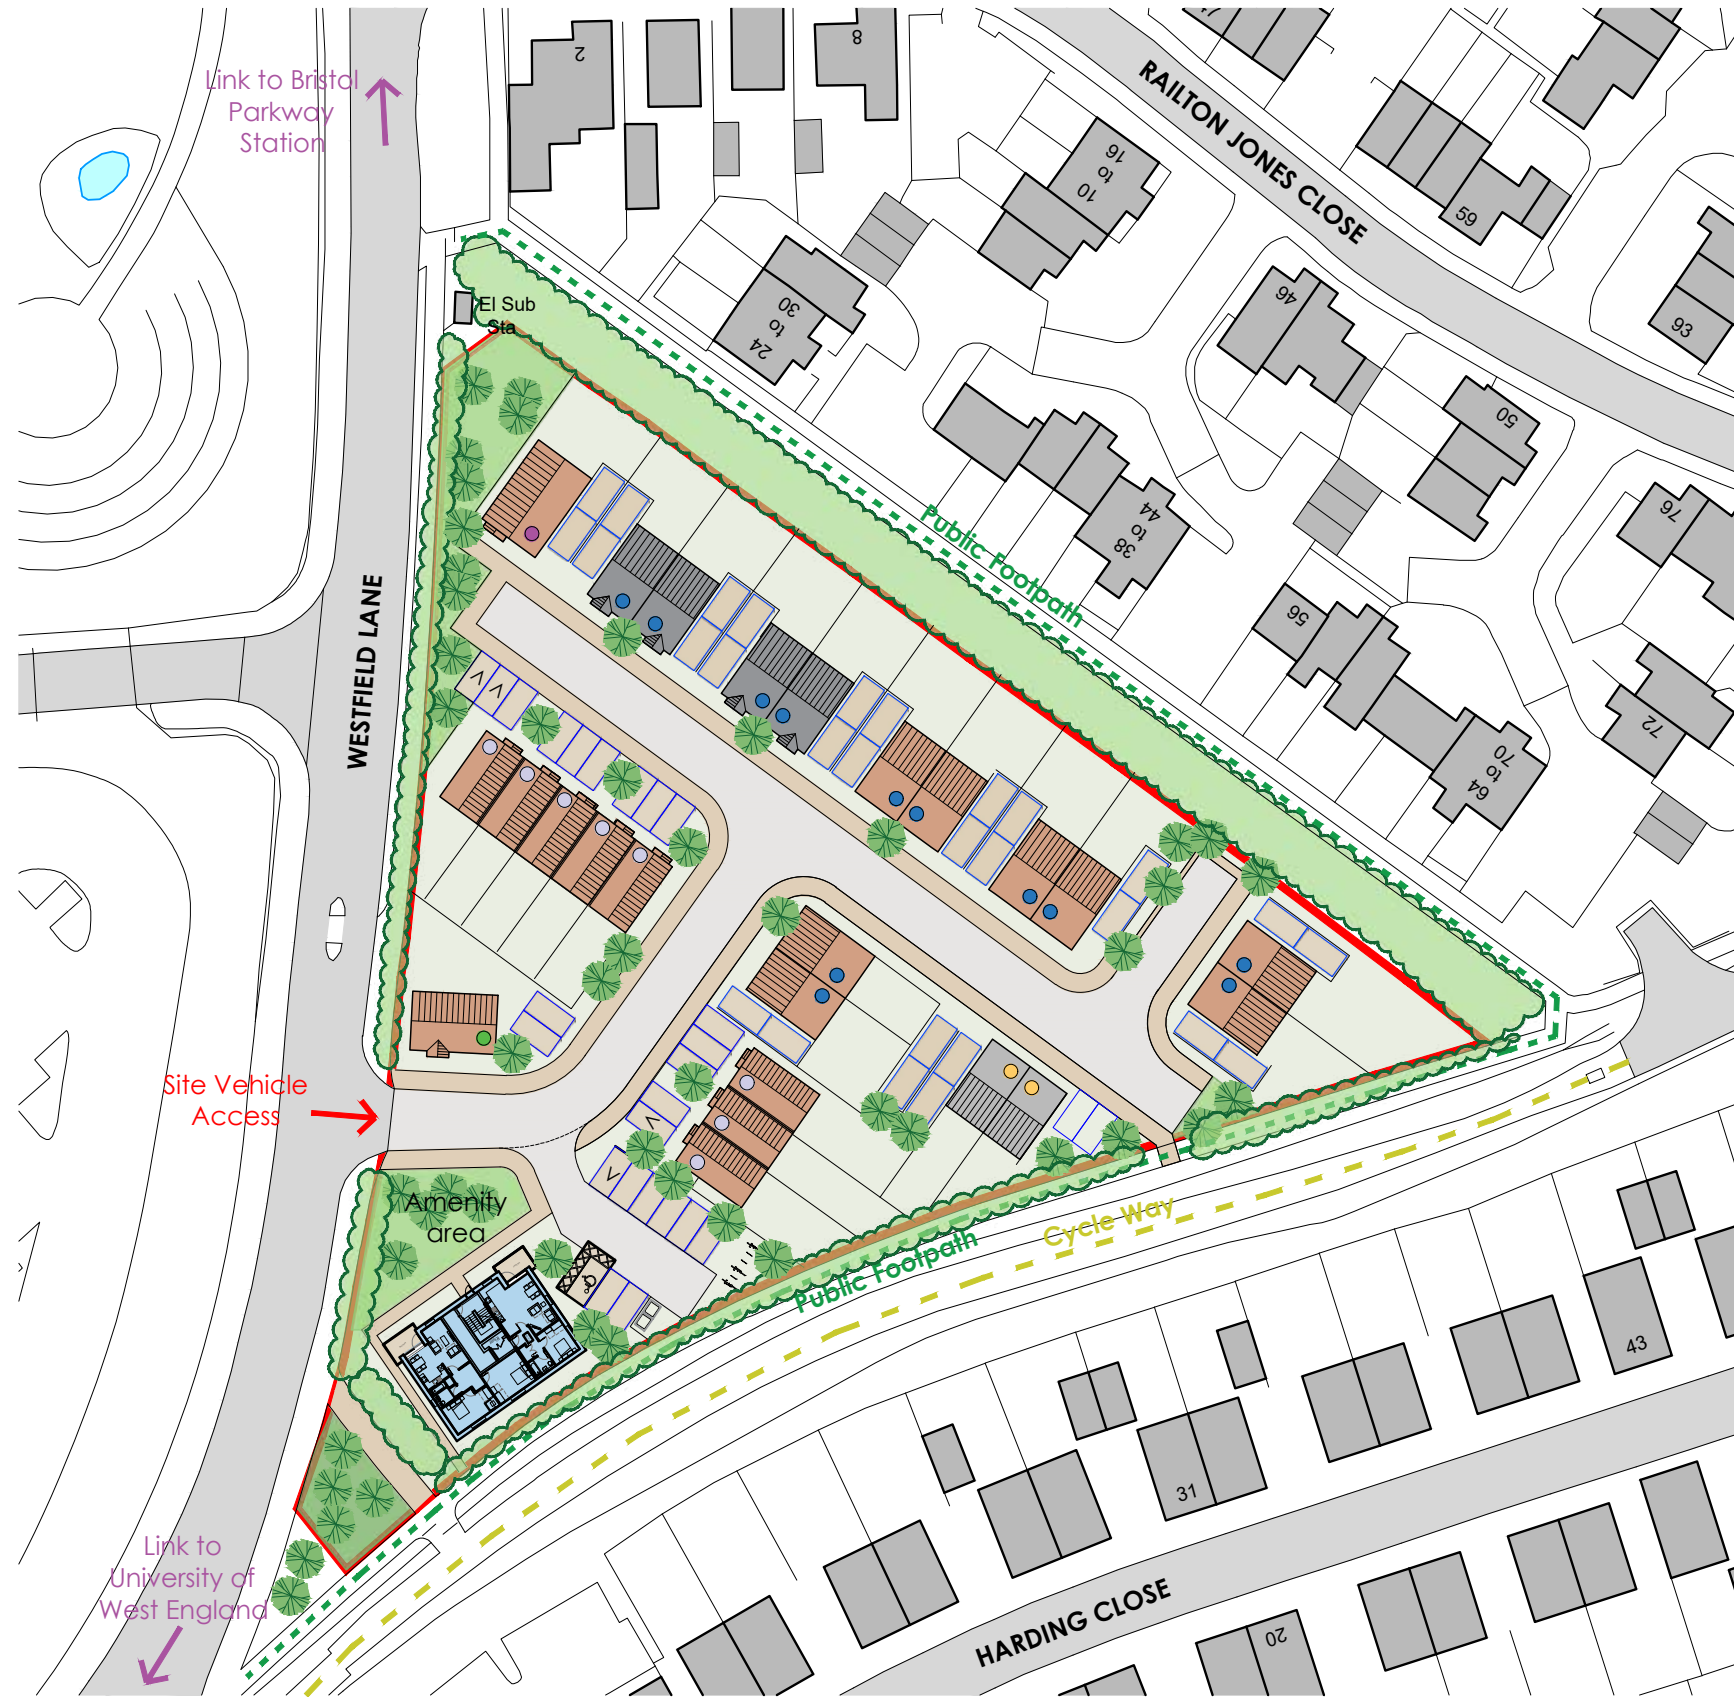 Link to Bristol
Parkway
Station
2
8
47
RAILTON JONES CLOSE
10
to
16
59
93
24
to
30
46
50
El Sub
Sta
38
to
44
76
Public Footpath
WESTFIELD LANE
56
72
64
to
70
V
V
Site Vehicle
Access
V
V
Amenity
area
Cycle Way
Public Footpath
43
31
Link to
University of
West England
HARDING CLOSE
20